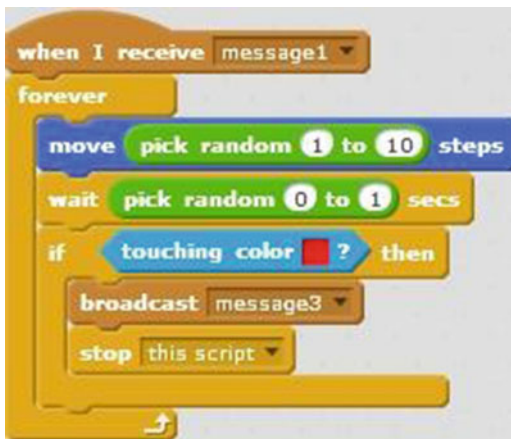 when I receive message1
forever
move pick random 1 to 10 steps
wait pick random 0 to 1 secs
if touching color ? then
broadcast message3
stop this script